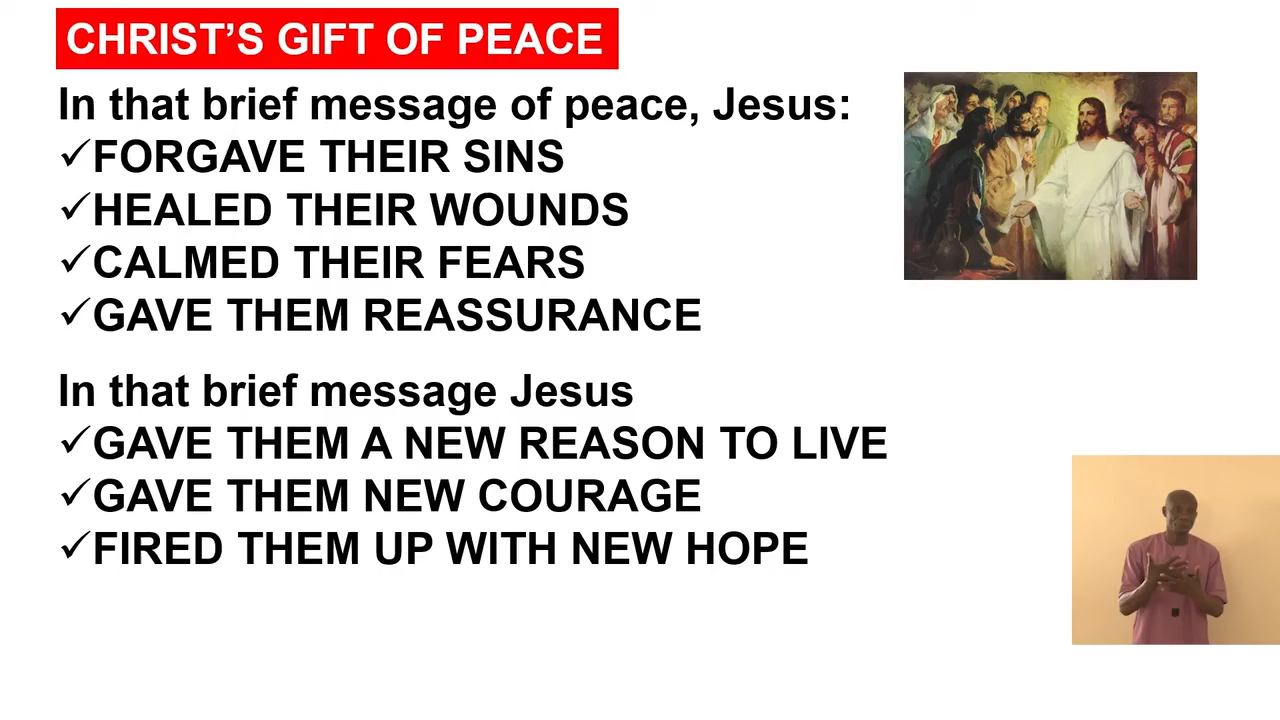 CHRIST’S GIFT OF PEACE
In that brief message of peace, Jesus:
✓FORGAVE THEIR SINS
✓HEALED THEIR WOUNDS
✓CALMED THEIR FEARS
✓GAVE THEM REASSURANCE
In that brief message Jesus
✓GAVE THEM A NEW REASON TO LIVE
✓GAVE THEM NEW COURAGE
✓FIRED THEM UP WITH NEW HOPE